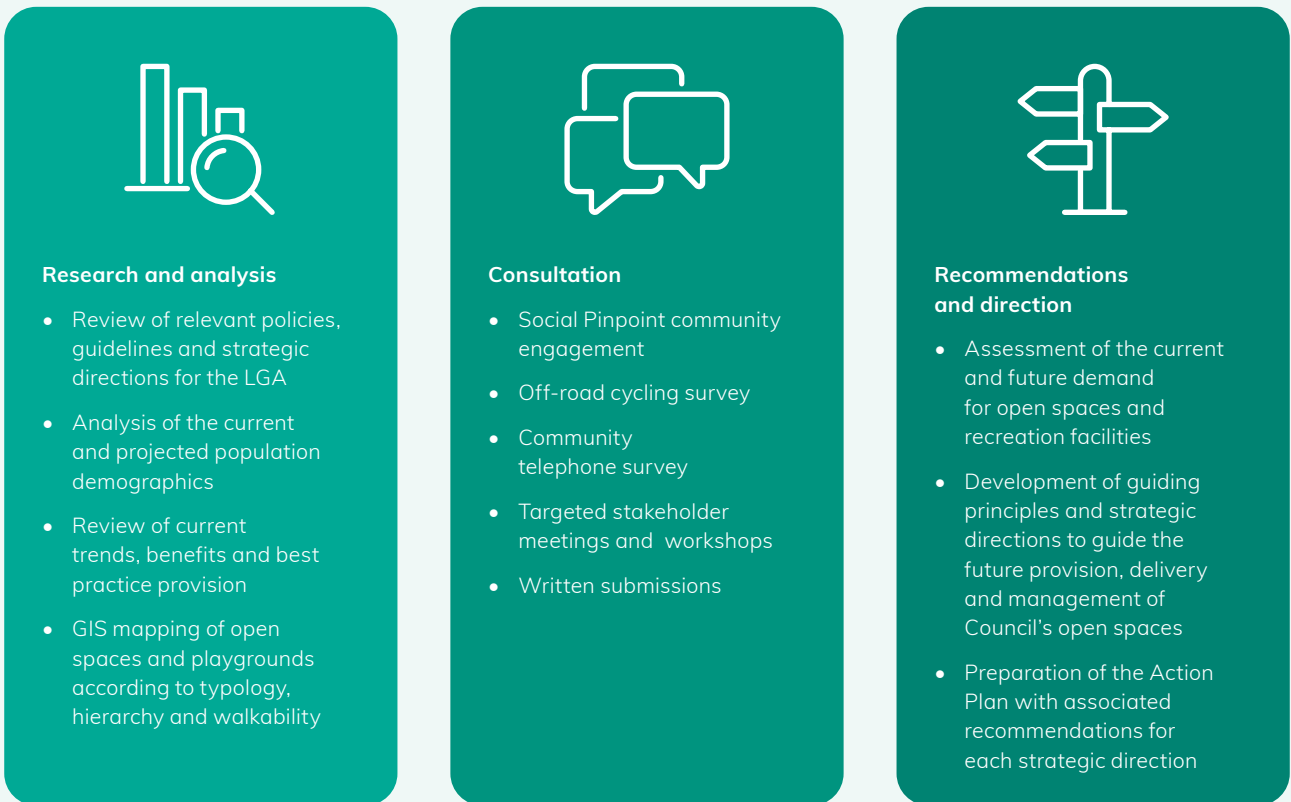 Research and analysis
• Review of relevant policies,
guidelines and strategic
directions for the LGA
• Analysis of the current
and projected population
demographics
• Review of current
trends, benefits and best
practice provision
• GIS mapping of open
spaces and playgrounds
according to typology,
hierarchy and walkability
Consultation
• Social Pinpoint community
engagement
• Off-road cycling survey
• Community
telephone survey
• Targeted stakeholder
meetings and  workshops
• Written submissions
Recommendations
and direction
• Assessment of the current
and future demand
for open spaces and
recreation facilities
• Development of guiding
principles and strategic
directions to guide the
future provision, delivery
and management of
Council’s open spaces
• Preparation of the Action
Plan with associated
recommendations for
each strategic direction